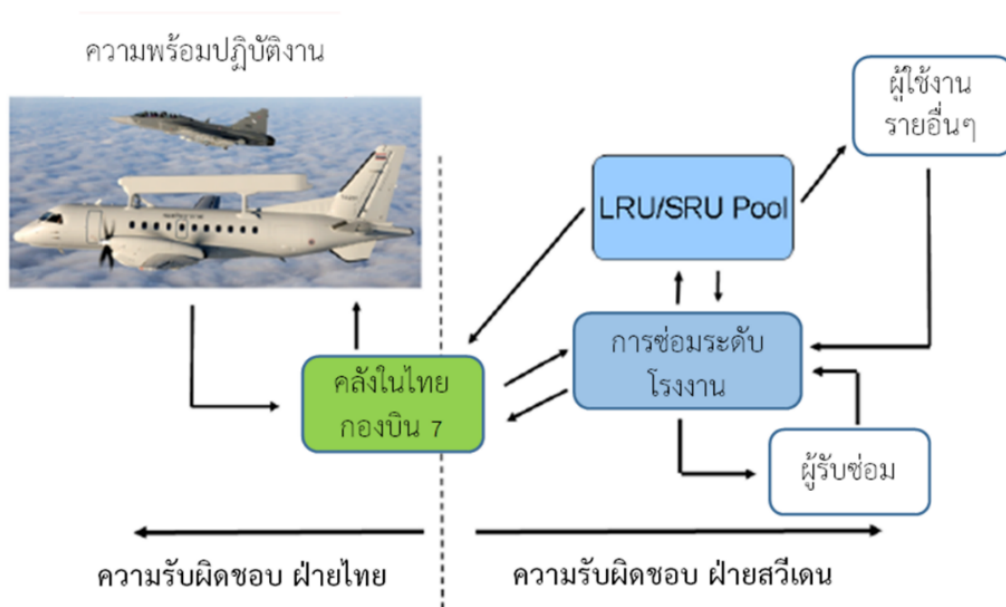 ความพร้อมปฏิบัติงาน
ผู้ใช้งาน
รายอื่นๆ
LRU/SRU Pool
การซ่อมระดับ
โรงงาน
คลังในไทย
กองบิน 7
ผู้รับซ่อม
ความรับผิดชอบ ฝ่ายไทย
ความรับผิดชอบ ฝ่ายสวีเดน